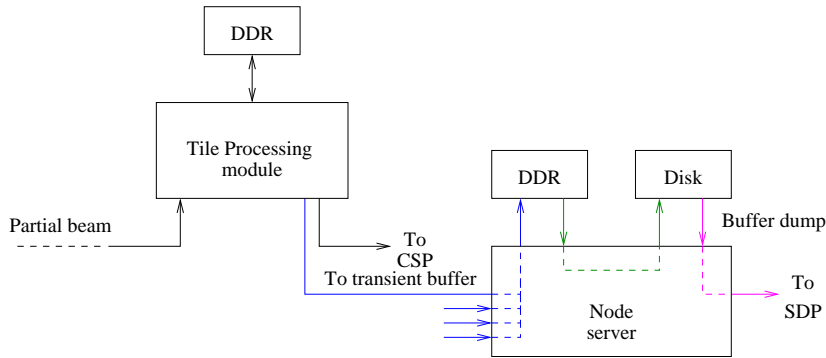 DDR
Tile Processing
module
DDR
Disk
Partial beam
Buffer dump
To
CSP
To transient buffer
To
SDP
Node
server